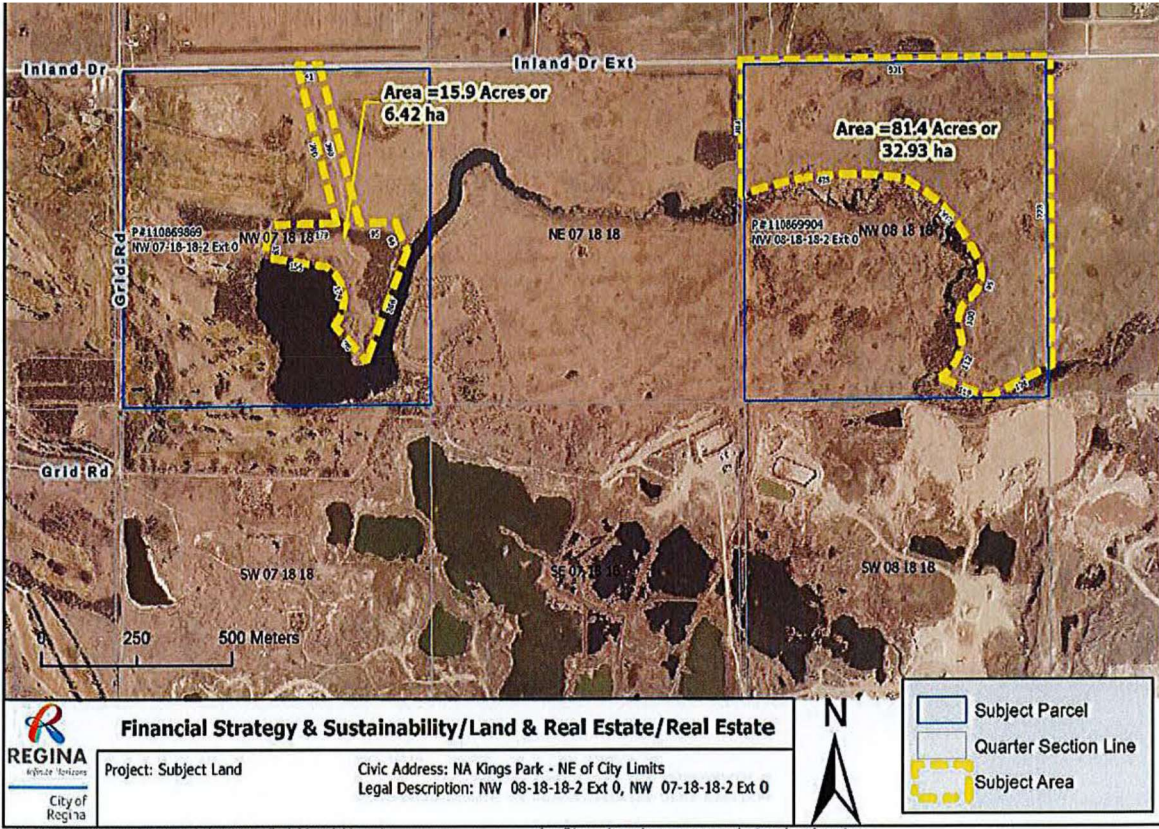 Inland Dr
Inland Dr Ext
Area =15.9 Acres or
6.42 ha
Area =81.4 Acres or
32.93 ha
P#110869869
NW 07-18-18-2 Ext 0
NW 07 18 18
NE 07 18 18
P#110869904
NW 08-18-18-2 Ext 0
NW 08 18 18
Grid Rd
Grid Rd
SW 07 18 18
SE 07 18 18
SW 08 18 18
0 250 500 Meters
REGINA
Infinite Horizons
City of
Regina
Financial Strategy & Sustainability/Land & Real Estate/Real Estate
Project: Subject Land
Civic Address: NA Kings Park - NE of City Limits
Legal Description: NW 08-18-18-2 Ext 0, NW 07-18-18-2 Ext 0
N
Subject Parcel
Quarter Section Line
Subject Area